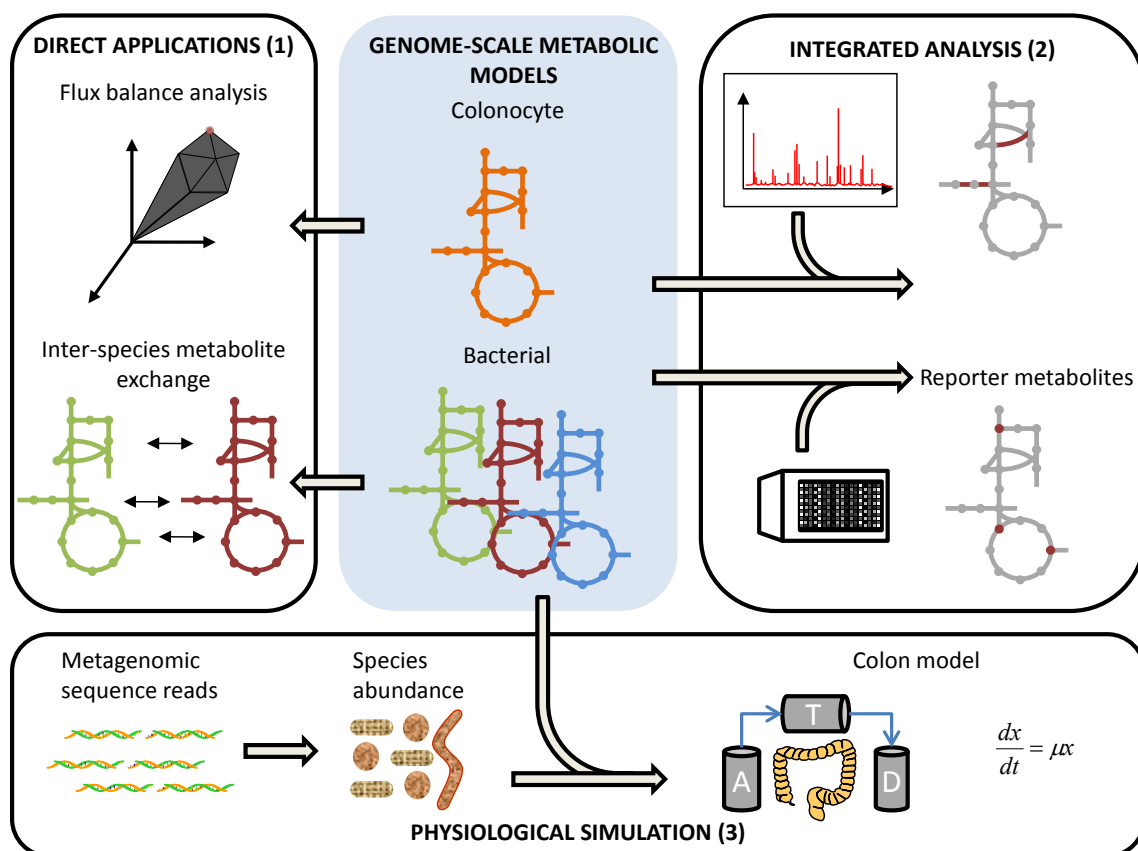 DIRECT APPLICATIONS (1)
Flux balance analysis
Inter-species metabolite
exchange
GENOME-SCALE METABOLIC
MODELS
Colonocyte
Bacterial
INTEGRATED ANALYSIS (2)
Reporter metabolites
Metagenomic
sequence reads
Species
abundance
Colon model
T
A
D
dx/dt = μx
PHYSIOLOGICAL SIMULATION (3)